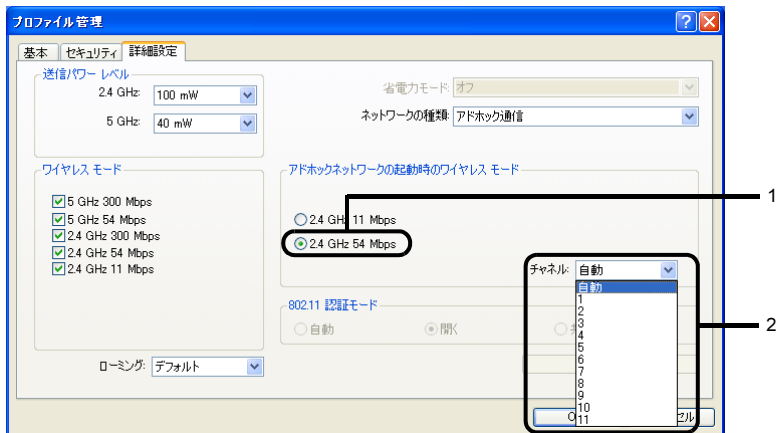 プロファイル管理
基本 セキュリティ 詳細設定
送信パワー レベル
2.4 GHz: 100 mW
5 GHz: 40 mW
省電力モード: オフ
ネットワークの種類: アドホック通信
ワイヤレス モード
5 GHz 300 Mbps
5 GHz 54 Mbps
2.4 GHz 300 Mbps
2.4 GHz 54 Mbps
2.4 GHz 11 Mbps
アドホックネットワークの起動時のワイヤレス モード
2.4 GHz 11 Mbps
2.4 GHz 54 Mbps
1
チャネル: 自動
自動
1
2
3
4
5
6
7
8
9
10
11
2
802.11 認証モード
自動 開く
ローミング: デフォルト